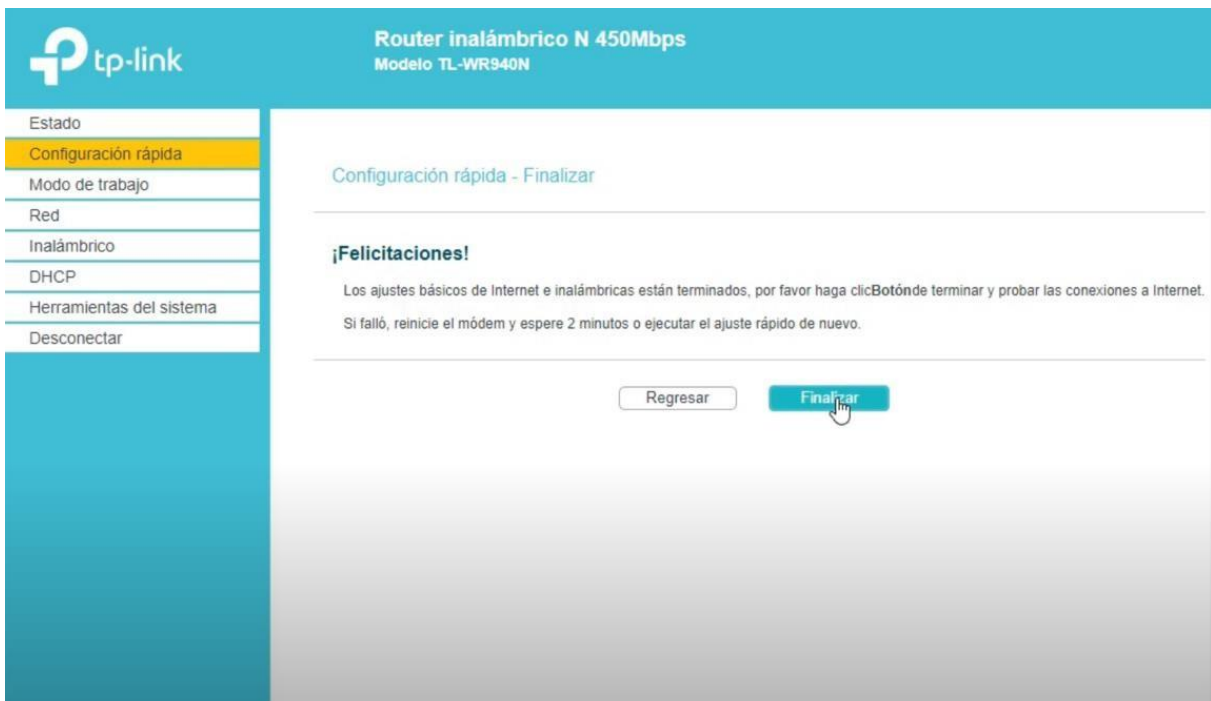 tp-link
Router inalámbrico N 450Mbps
Modelo TL-WR940N
Estado
Configuración rápida
Modo de trabajo
Red
Inalámbrico
DHCP
Herramientas del sistema
Desconectar
Configuración rápida - Finalizar
¡Felicitaciones!
Los ajustes básicos de Internet e inalámbricas están terminados, por favor haga clicBotónde terminar y probar las conexiones a Internet.
Si falló, reinicie el módem y espere 2 minutos o ejecutar el ajuste rápido de nuevo.
Regresar
Finalizar